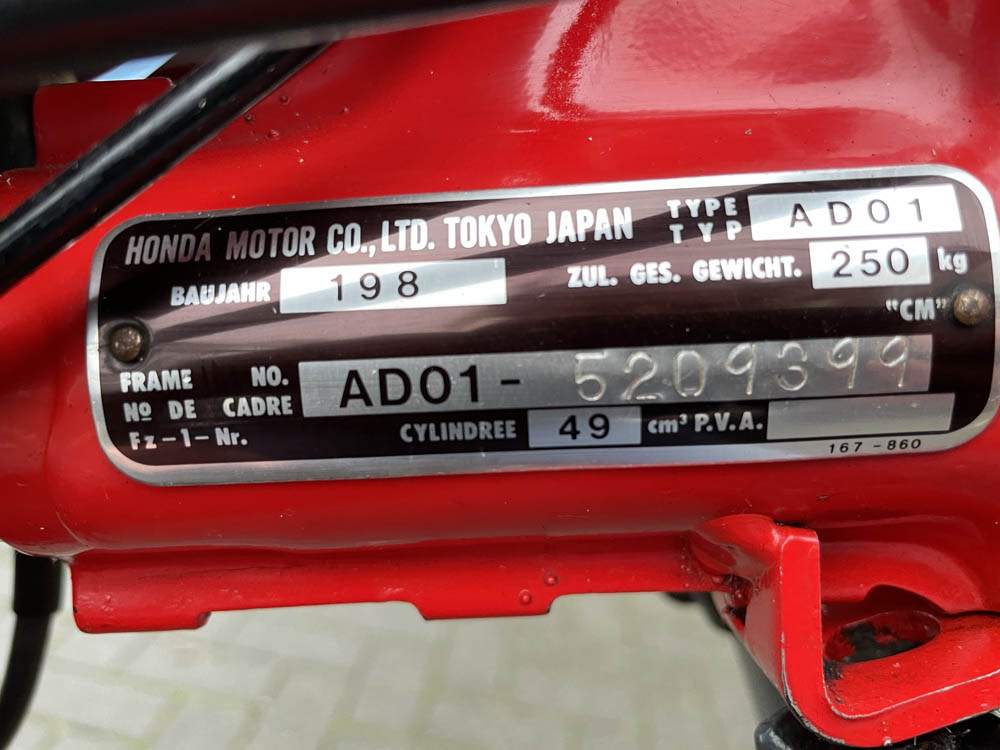 HONDA MOTOR CO., LTD. TOKYO JAPAN TYPE TYP AD01
BAUJAHR 198 ZUL. GES. GEWICHT. 250 kg
"CM"
FRAME NO. AD01-5209399
Nº DE CADRE
Fz-1-Nr. CYLINDREE 49 cm³ P.V.A.
167-860